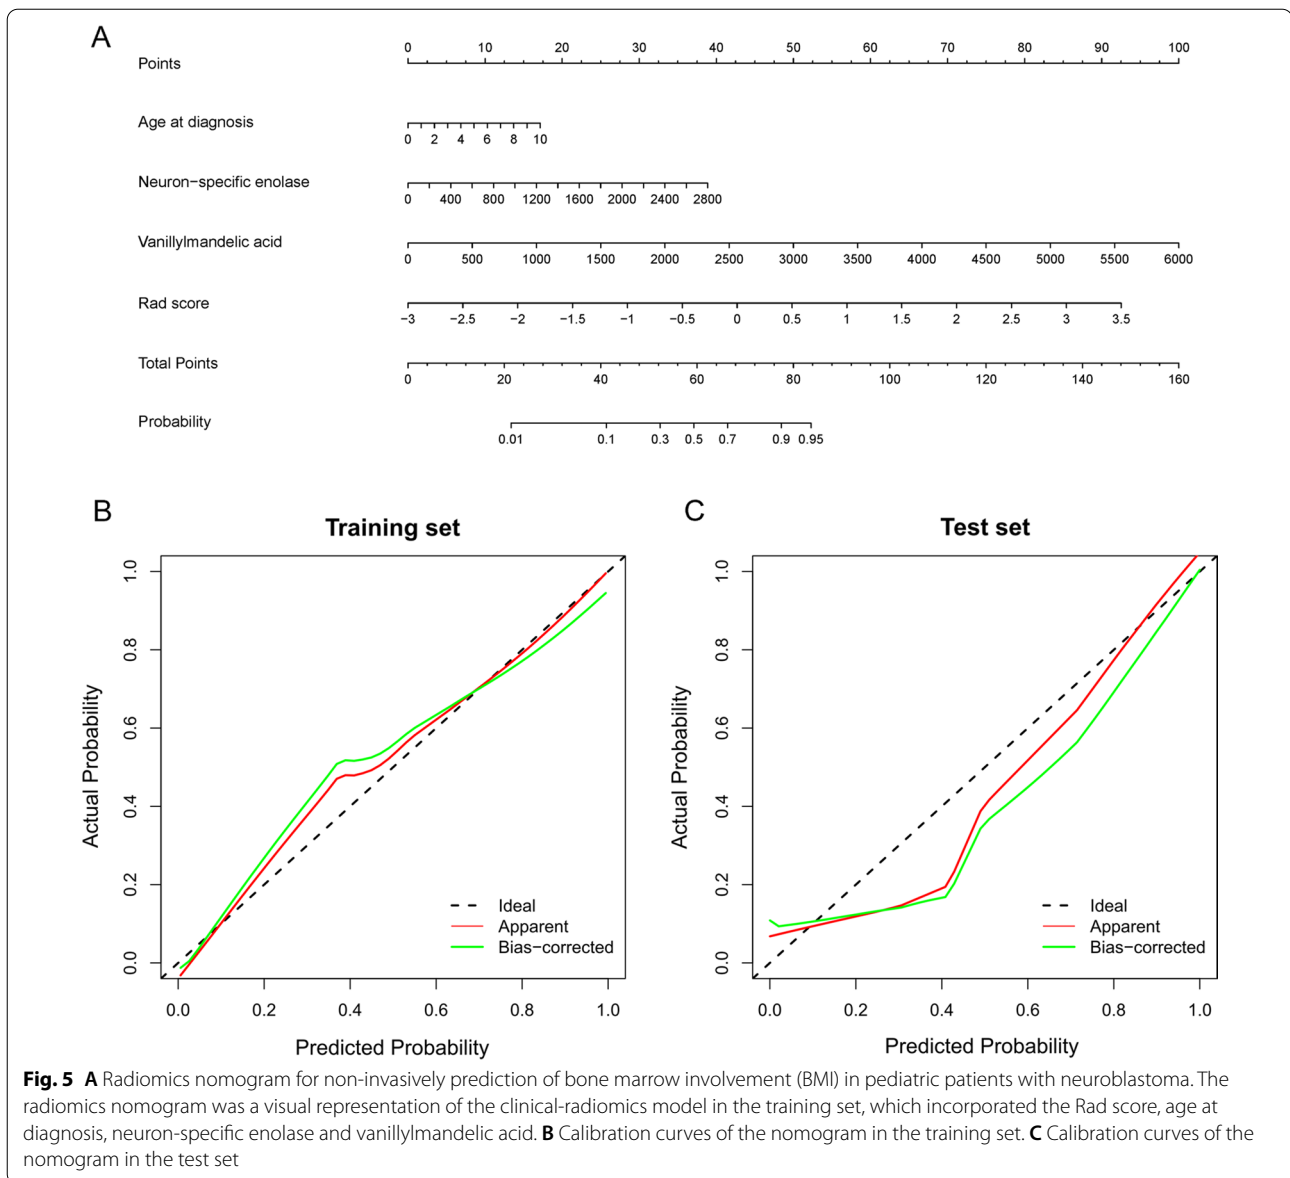 A
Points
0 10 20 30 40 50 60 70 80 90 100
Age at diagnosis
0 2 4 6 8 10
Neuron−specific enolase
0 400 800 1200 1600 2000 2400 2800
Vanillylmandelic acid
0 500 1000 1500 2000 2500 3000 3500 4000 4500 5000 5500 6000
Rad score
−3 −2.5 −2 −1.5 −1 −0.5 0 0.5 1 1.5 2 2.5 3 3.5
Total Points
0 20 40 60 80 100 120 140 160
Probability
0.01 0.1 0.3 0.5 0.7 0.9 0.95
B
Training set
Actual Probability
1.0
0.8
0.6
0.4
0.2
0.0
Ideal
Apparent
Bias−corrected
0.0 0.2 0.4 0.6 0.8 1.0
Predicted Probability
C
Test set
Actual Probability
1.0
0.8
0.6
0.4
0.2
0.0
Ideal
Apparent
Bias−corrected
0.0 0.2 0.4 0.6 0.8 1.0
Predicted Probability
Fig. 5 A Radiomics nomogram for non-invasively prediction of bone marrow involvement (BMI) in pediatric patients with neuroblastoma. The
radiomics nomogram was a visual representation of the clinical-radiomics model in the training set, which incorporated the Rad score, age at
diagnosis, neuron-specific enolase and vanillylmandelic acid. B Calibration curves of the nomogram in the training set. C Calibration curves of the
nomogram in the test set